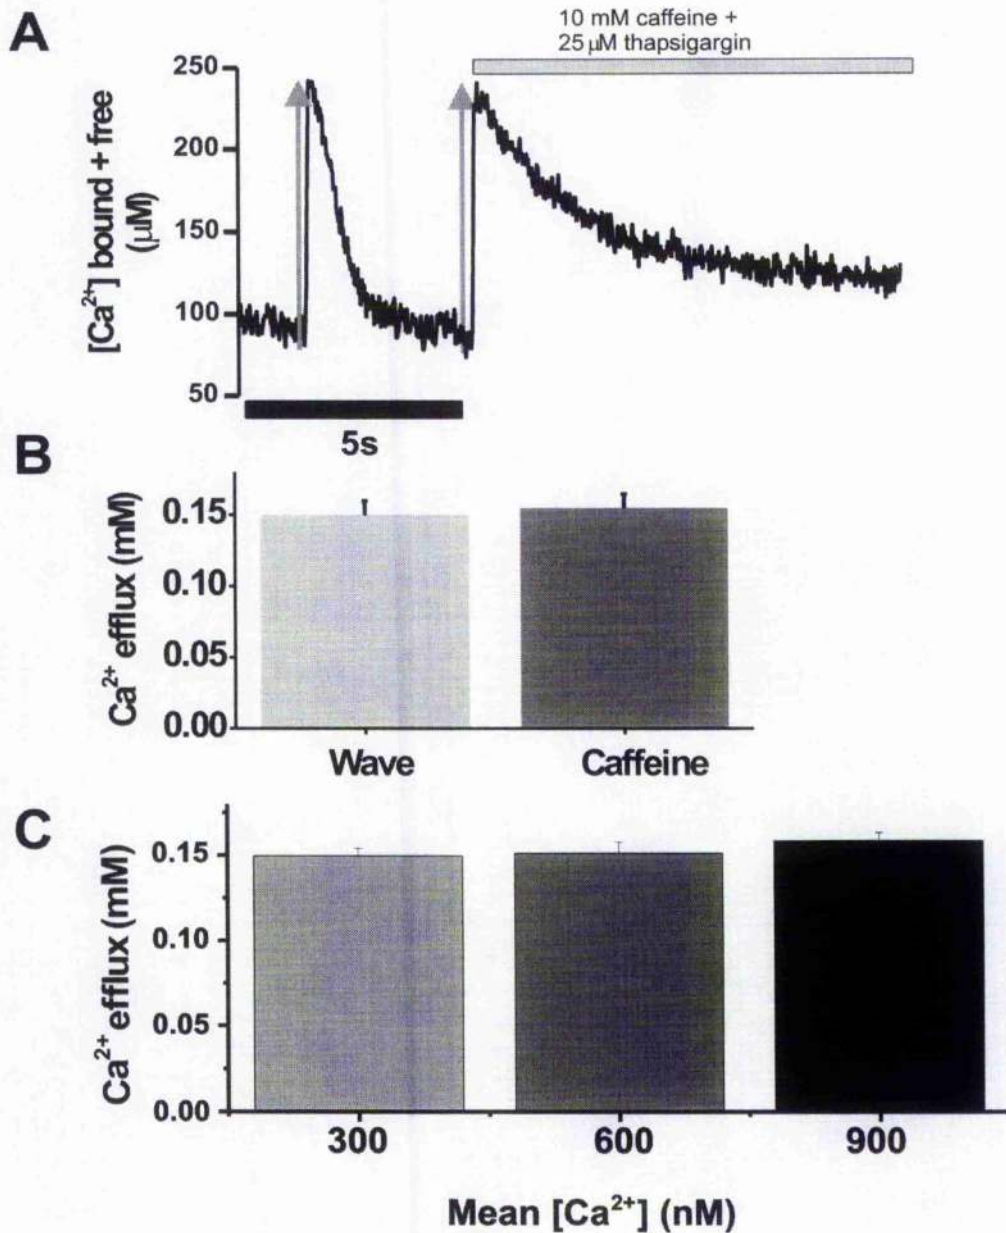 A
10 mM caffeine +
25 µM thapsigargin
[Ca²⁺] bound + free
(µM)
250
200
150
100
50
5s
B
Ca²⁺ efflux (mM)
0.15
0.10
0.05
0.00
Wave
Caffeine
C
Ca²⁺ efflux (mM)
0.15
0.10
0.05
0.00
300
600
900
Mean [Ca²⁺] (nM)